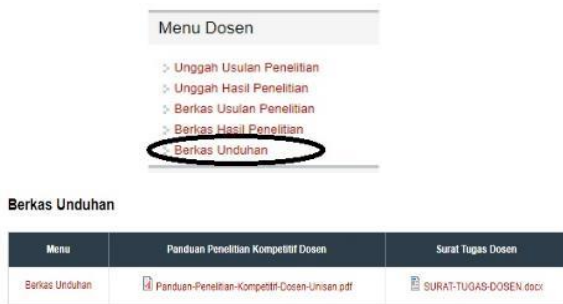 Menu Dosen
Unggah Usulan Penelitian
Unggah Hasil Penelitian
Berkas Usulan Penelitian
Berkas Hasil Penelitian
Berkas Unduhan
Berkas Unduhan
Menu Panduan Penelitian Kompetitif Dosen Surat Tugas Dosen
Berkas Unduhan Panduan-Penelitian-Kompetitif-Dosen-Unisan.pdf SURAT-TUGAS-DOSEN.docx